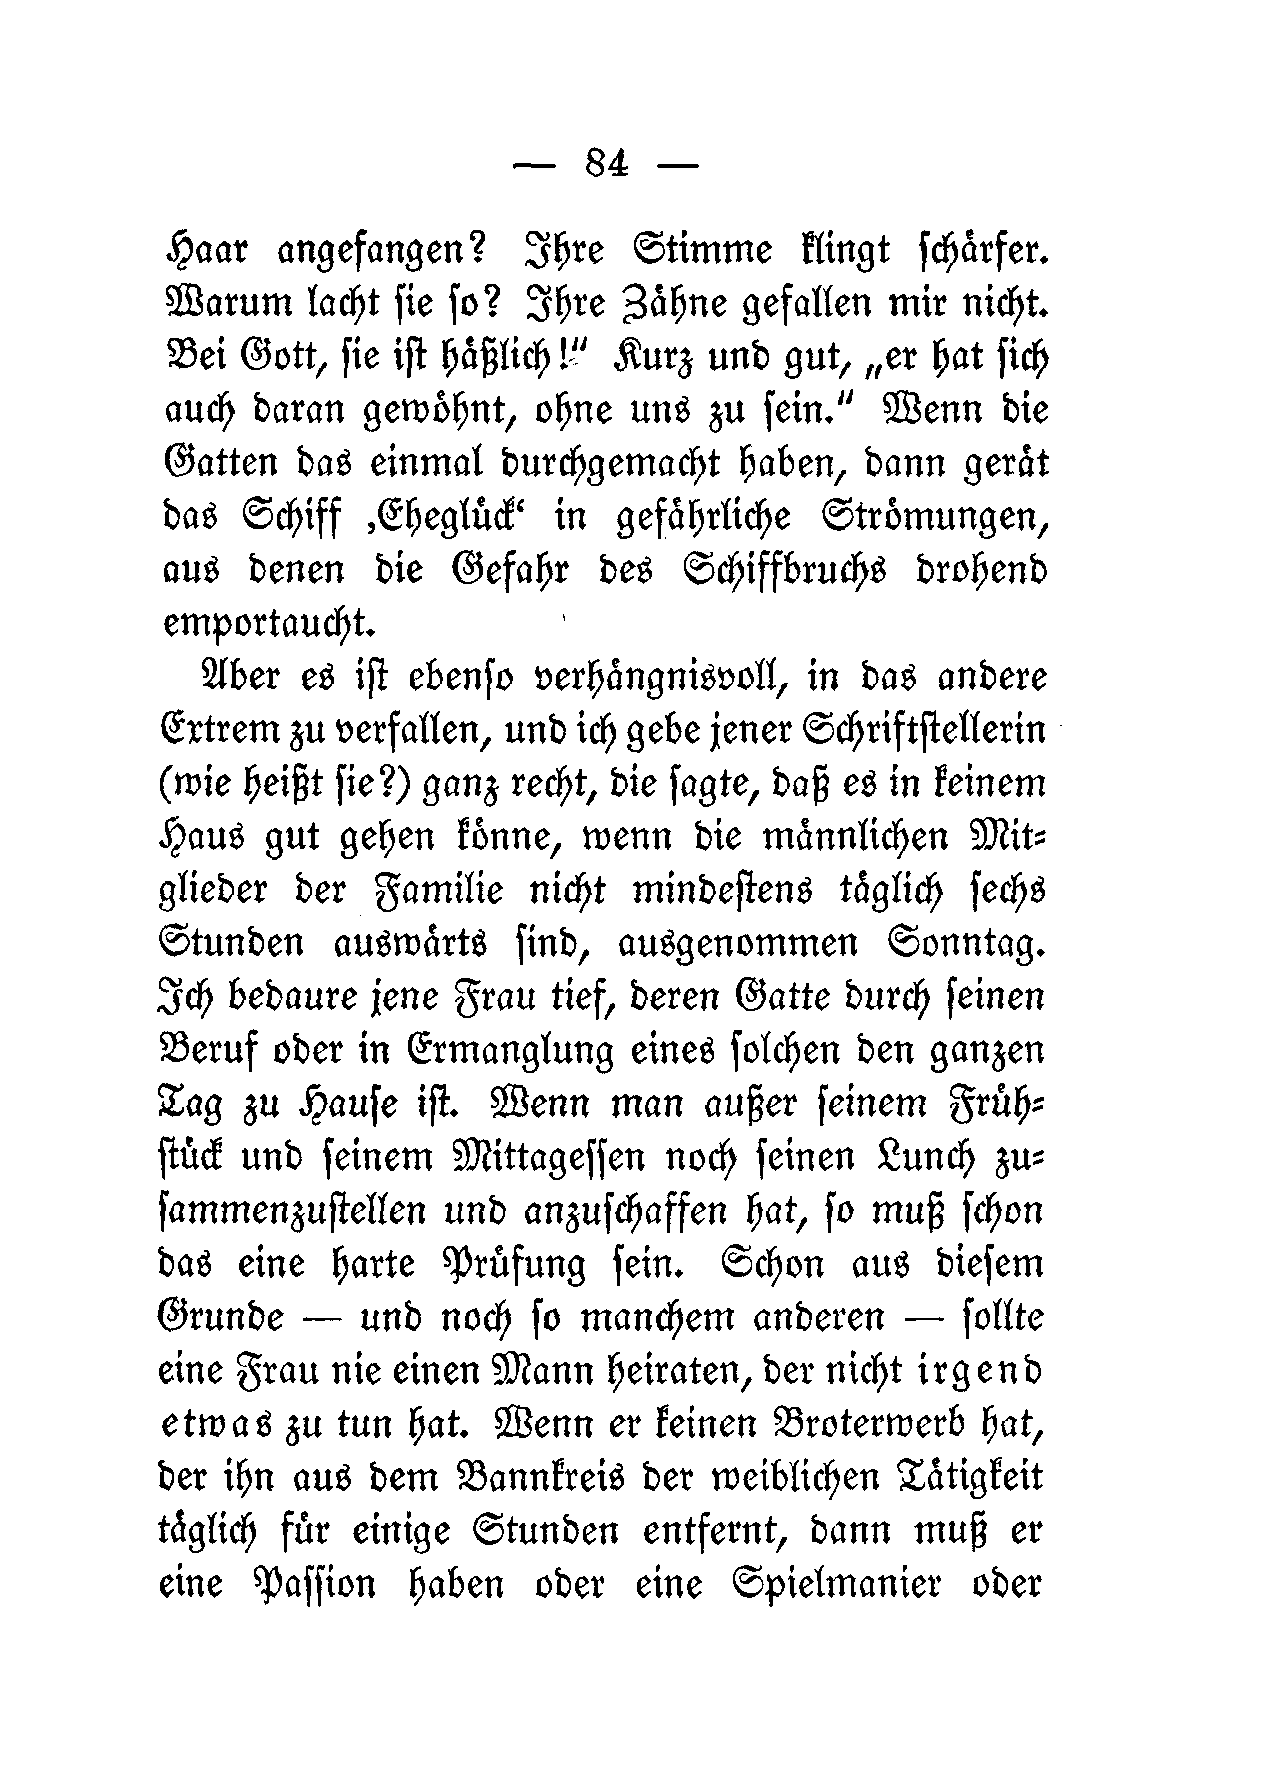 — 84 —
Haar angefangen? Ihre Stimme klingt ſchärfer.
Warum lacht ſie ſo? Ihre Zähne gefallen mir nicht.
Bei Gott, ſie iſt häßlich!“ Kurz und gut, „er hat ſich
auch daran gewöhnt, ohne uns zu ſein.“ Wenn die
Gatten das einmal durchgemacht haben, dann gerät
das Schiff ‚Eheglück‘ in gefährliche Strömungen,
aus denen die Gefahr des Schiffbruchs drohend
emportaucht.
Aber es iſt ebenſo verhängnisvoll, in das andere
Extrem zu verfallen, und ich gebe jener Schriftſtellerin
(wie heißt ſie?) ganz recht, die ſagte, daß es in keinem
Haus gut gehen könne, wenn die männlichen Mit⸗
glieder der Familie nicht mindeſtens täglich ſechs
Stunden auswärts ſind, ausgenommen Sonntag.
Ich bedaure jene Frau tief, deren Gatte durch ſeinen
Beruf oder in Ermanglung eines ſolchen den ganzen
Tag zu Hauſe iſt. Wenn man außer ſeinem Früh⸗
ſtück und ſeinem Mittageſſen noch ſeinen Lunch zu⸗
ſammenzuſtellen und anzuſchaffen hat, ſo muß ſchon
das eine harte Prüfung ſein. Schon aus dieſem
Grunde — und noch ſo manchem anderen — ſollte
eine Frau nie einen Mann heiraten, der nicht irgend
etwas zu tun hat. Wenn er keinen Broterwerb hat,
der ihn aus dem Bannkreis der weiblichen Tätigkeit
täglich für einige Stunden entfernt, dann muß er
eine Paſſion haben oder eine Spielmanier oder